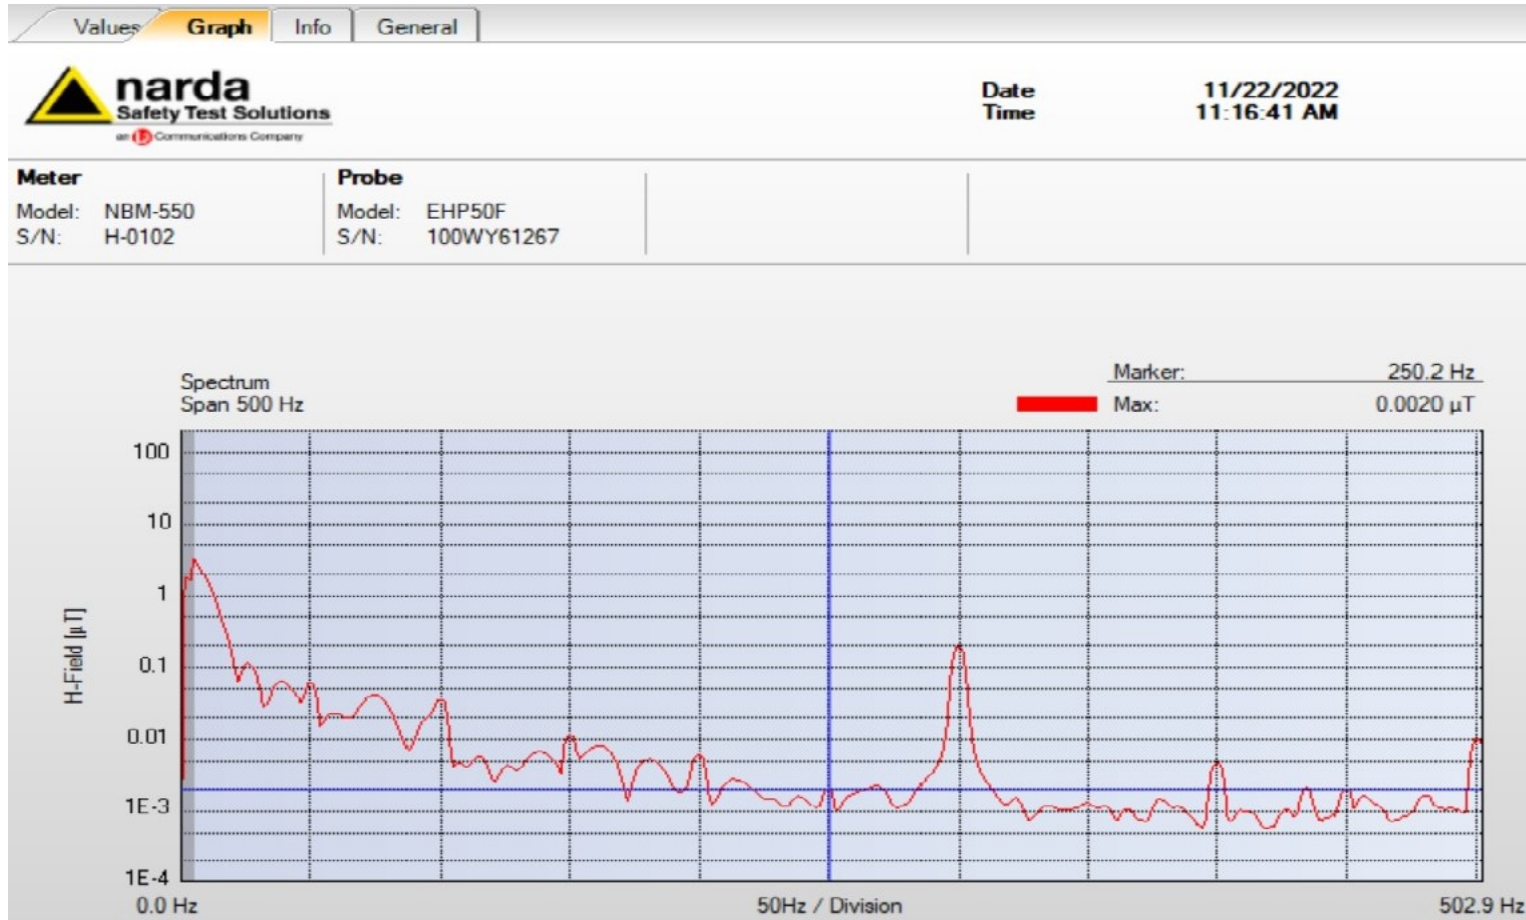 Values Graph Info General
narda
Safety Test Solutions
an Communications Company
Date 11/22/2022
Time 11:16:41 AM
Meter
Model: NBM-550
S/N: H-0102
Probe
Model: EHP50F
S/N: 100WY61267
Spectrum
Span 500 Hz
Marker: 250.2 Hz
Max: 0.0020 µT
100
10
1
0.1
0.01
1E-3
1E-4
H-Field [µT]
0.0 Hz 50Hz / Division 502.9 Hz